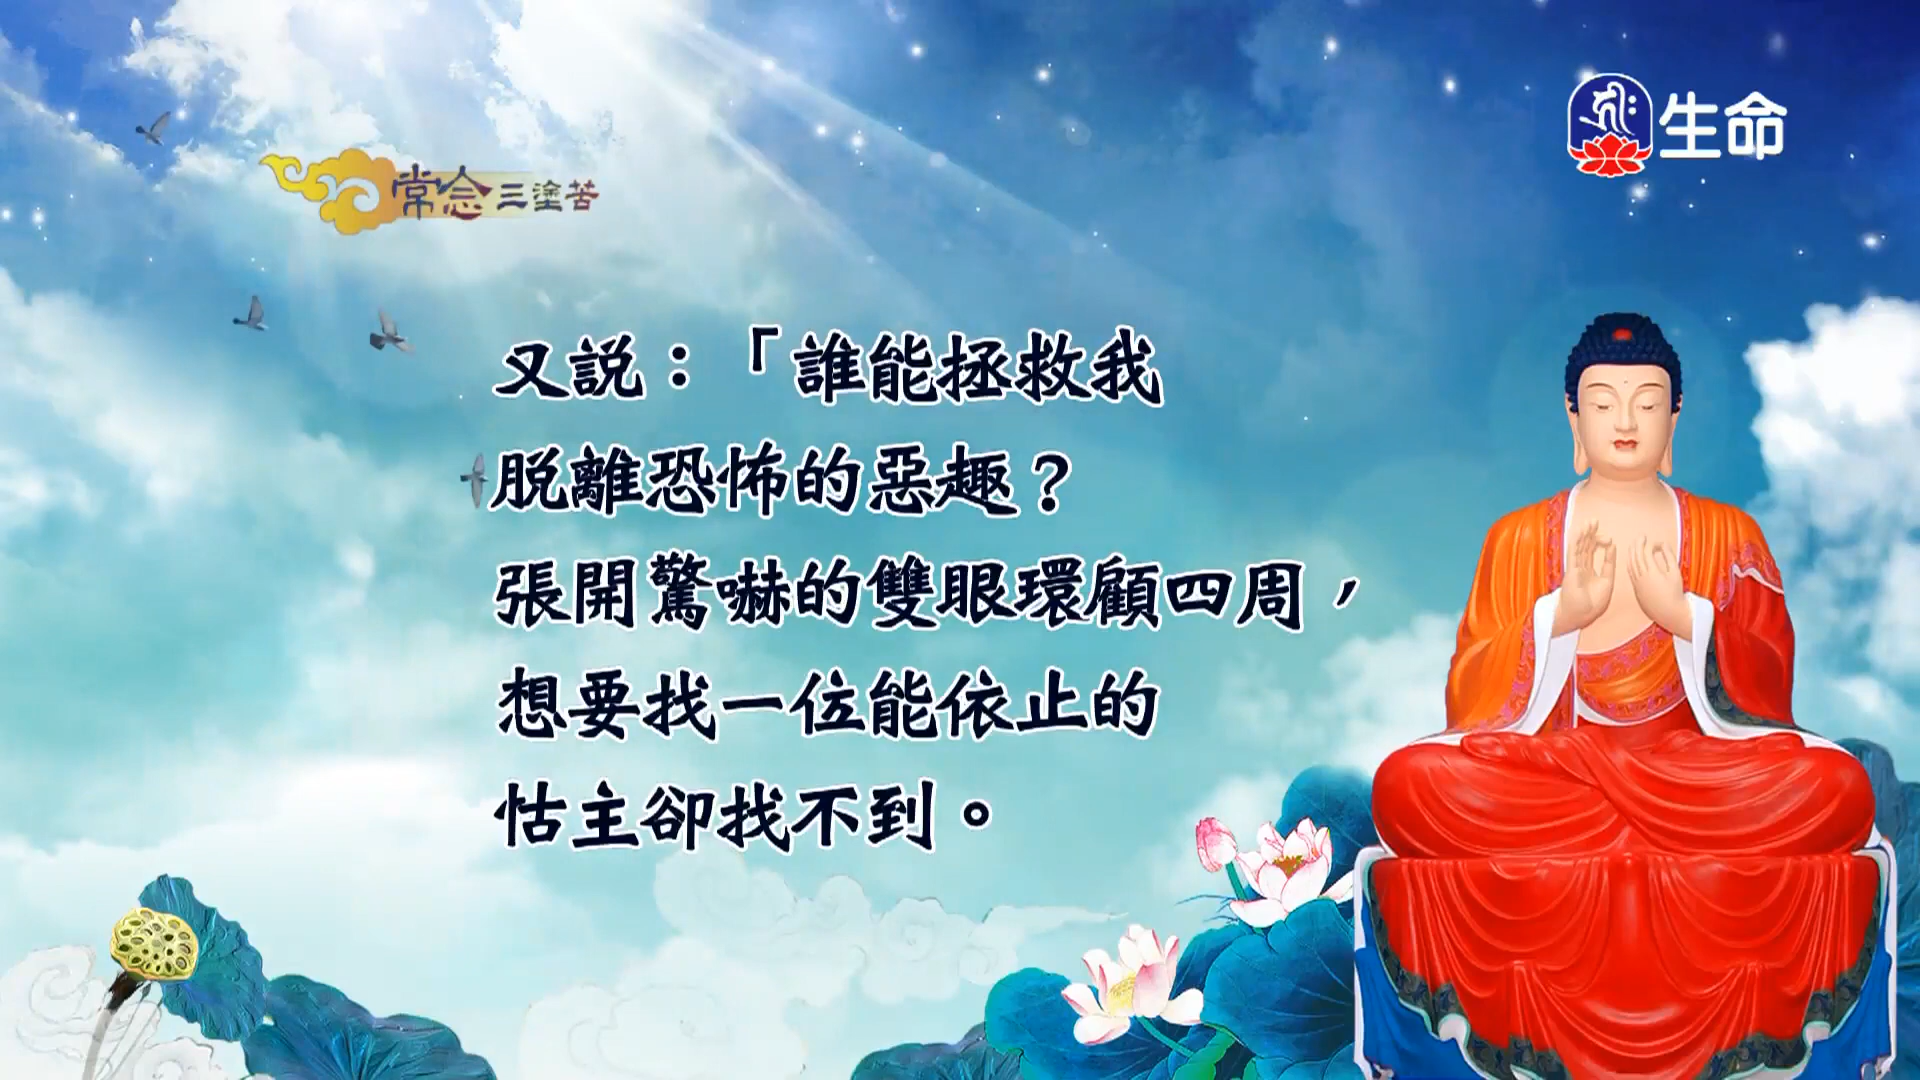 生命
常念三塗苦
又説：「誰能拯救我
脫離恐怖的惡趣？
張開驚嚇的雙眼環顧四周，
想要找一位能依止的
怙主卻找不到。